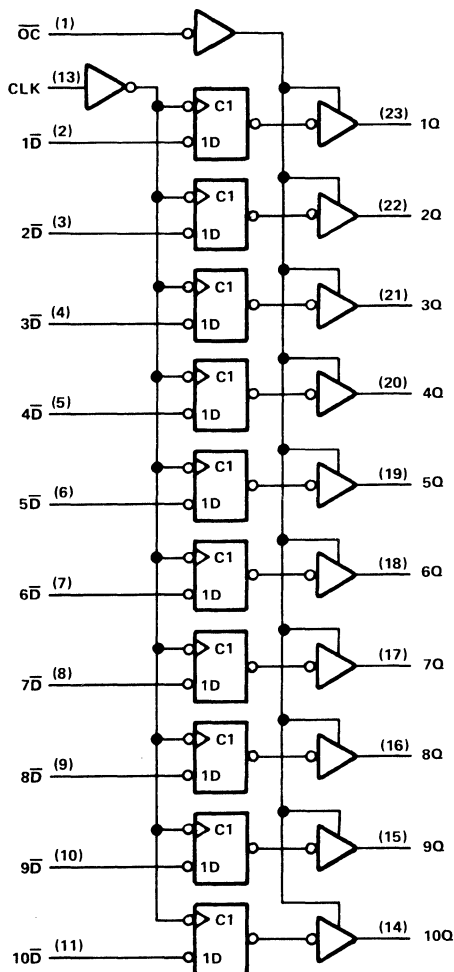 O̅C̅ (1)
CLK (13)
C1
1D̅ (2) 1D (23) 1Q
C1
2D̅ (3) 1D (22) 2Q
C1
3D̅ (4) 1D (21) 3Q
C1
4D̅ (5) 1D (20) 4Q
C1
5D̅ (6) 1D (19) 5Q
C1
6D̅ (7) 1D (18) 6Q
C1
7D̅ (8) 1D (17) 7Q
C1
8D̅ (9) 1D (16) 8Q
C1
9D̅ (10) 1D (15) 9Q
C1
10D̅ (11) 1D (14) 10Q